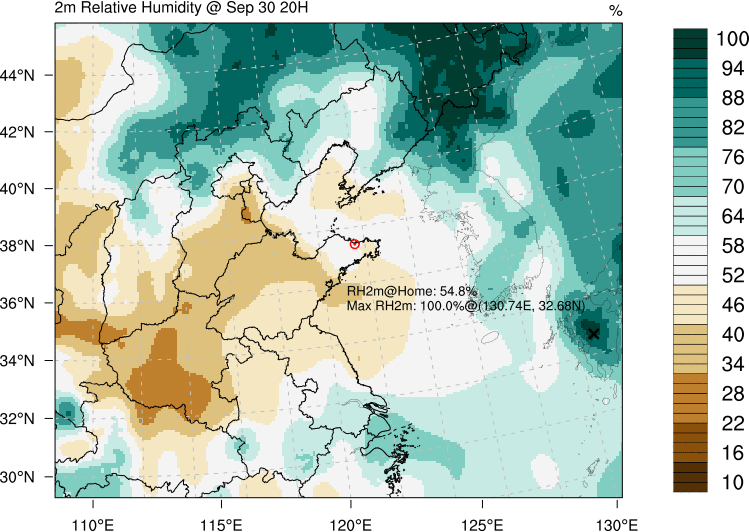 2m Relative Humidity @ Sep 30 20H
%
44°N
42°N
40°N
38°N
36°N
34°N
32°N
30°N
RH2m@Home: 54.8%
Max RH2m: 100.0%@(130.74E, 32.68N)
110°E
115°E
120°E
125°E
130°E
100
94
88
82
76
70
64
58
52
46
40
34
28
22
16
10